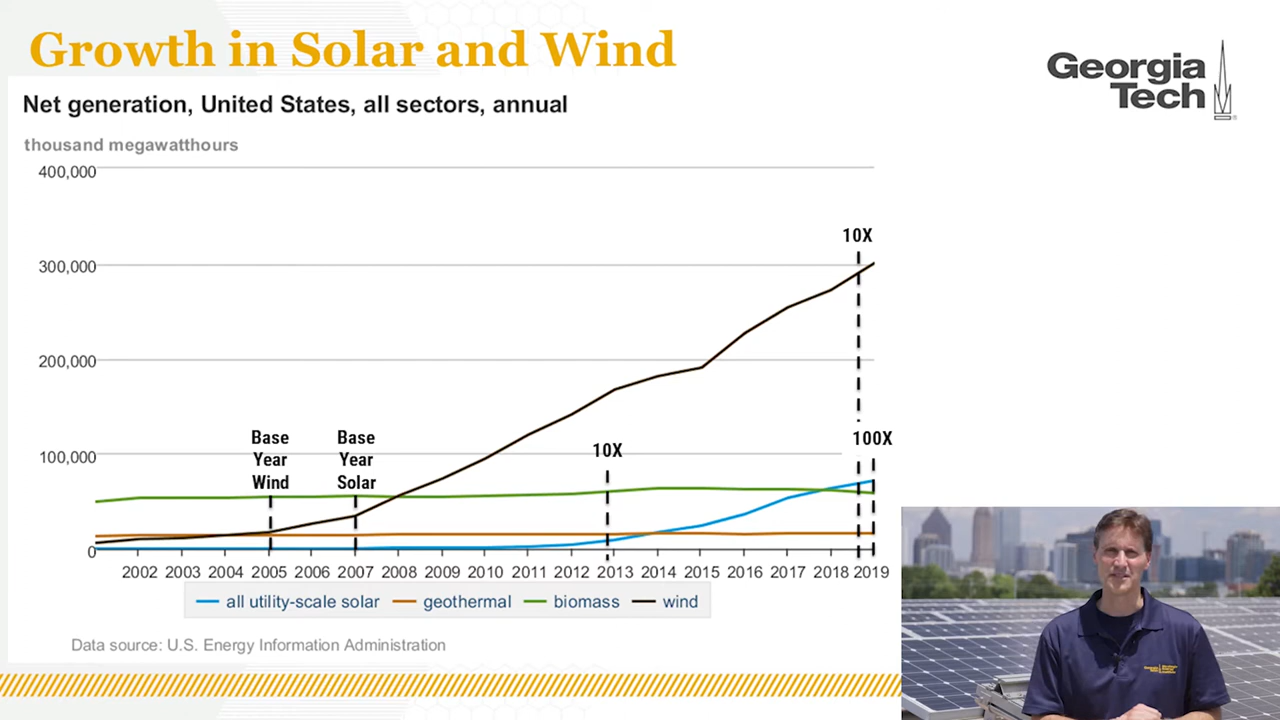 Growth in Solar and Wind
Georgia
Tech
Net generation, United States, all sectors, annual
thousand megawatthours
400,000
300,000
200,000
100,000
0
10X
Base
Year
Wind
Base
Year
Solar
10X
100X
2002 2003 2004 2005 2006 2007 2008 2009 2010 2011 2012 2013 2014 2015 2016 2017 2018 2019
all utility-scale solar geothermal biomass wind
Data source: U.S. Energy Information Administration